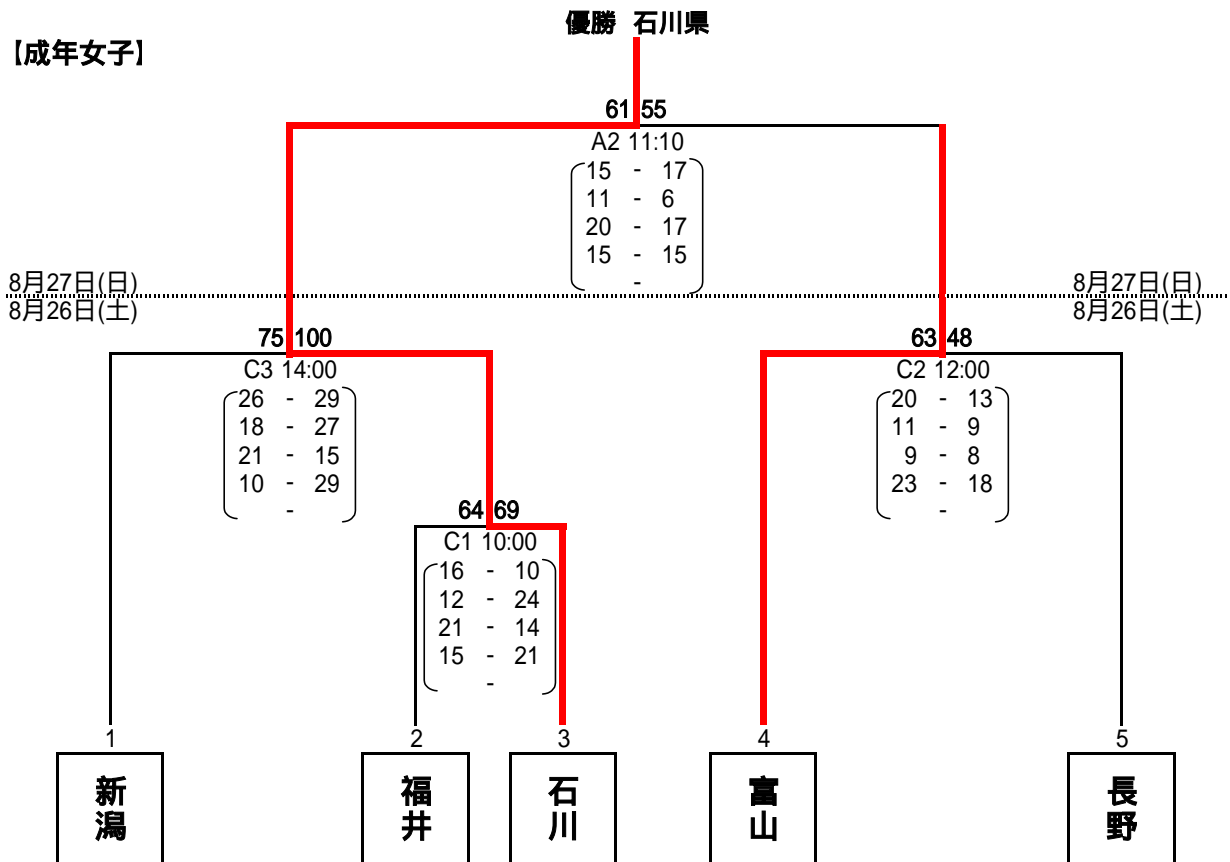 優勝 石川県
【成年女子】
61 55
A2 11:10
15 - 17
11 - 6
20 - 17
15 - 15
-
8月27日(日) 8月27日(日)
8月26日(土) 8月26日(土)
75 100
C3 14:00
26 - 29
18 - 27
21 - 15
10 - 29
-
63 48
C2 12:00
20 - 13
11 - 9
9 - 8
23 - 18
-
64 69
C1 10:00
16 - 10
12 - 24
21 - 14
15 - 21
-
1 2 3 4 5
新潟 福井 石川 富山 長野